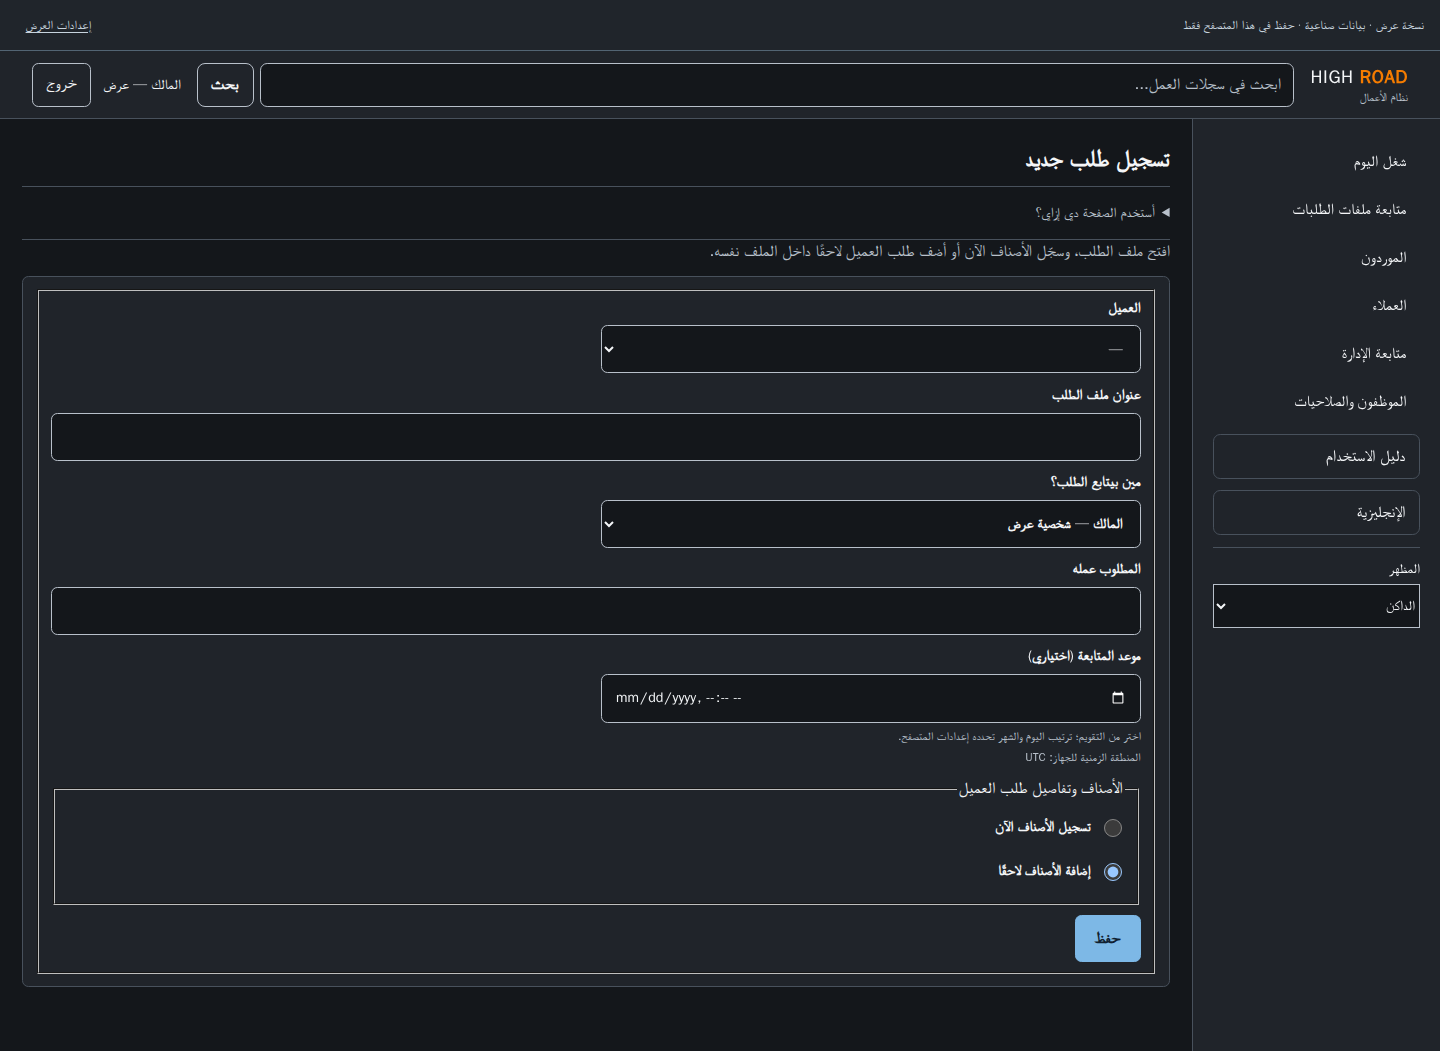 نسخة عرض · بيانات صناعية · حفظ في هذا المتصفح فقط
إعدادات العرض
HIGH ROAD
نظام الأعمال
ابحث في سجلات العمل...
بحث
المالك — عرض
خروج
شغل اليوم
متابعة ملفات الطلبات
الموردون
العملاء
متابعة الإدارة
الموظفون والصلاحيات
دليل الاستخدام
الإنجليزية
المظهر
الداكن
تسجيل طلب جديد
أستخدم الصفحة دي إزاي؟
افتح ملف الطلب، وسجّل الأصناف الآن أو أضف طلب العميل لاحقًا داخل الملف نفسه.
العميل
—
عنوان ملف الطلب
مين بيتابع الطلب؟
المالك — شخصية عرض
المطلوب عمله
موعد المتابعة (اختياري)
mm/dd/yyyy, --:-- --
اختر من التقويم؛ ترتيب اليوم والشهر تحدده إعدادات المتصفح.
المنطقة الزمنية للجهاز: UTC
الأصناف وتفاصيل طلب العميل
تسجيل الأصناف الآن
إضافة الأصناف لاحقًا
حفظ